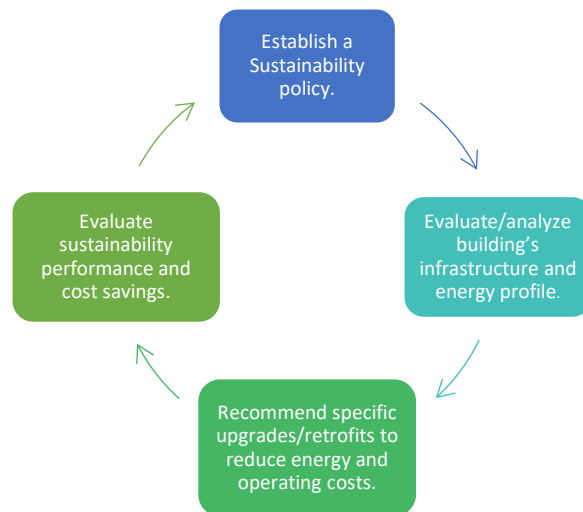 Establish a
Sustainability
policy.
Evaluate/analyze
building’s
infrastructure and
energy profile.
Recommend specific
upgrades/retrofits to
reduce energy and
operating costs.
Evaluate
sustainability
performance and
cost savings.